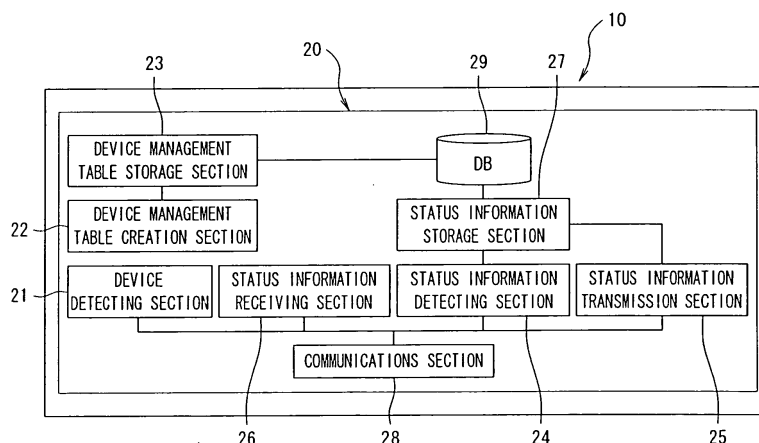 10
20
23
29
27
DEVICE MANAGEMENT
TABLE STORAGE SECTION
DB
22
DEVICE MANAGEMENT
TABLE CREATION SECTION
STATUS INFORMATION
STORAGE SECTION
21
DEVICE
DETECTING SECTION
STATUS INFORMATION
RECEIVING SECTION
STATUS INFORMATION
DETECTING SECTION
STATUS INFORMATION
TRANSMISSION SECTION
COMMUNICATIONS SECTION
26
28
24
25